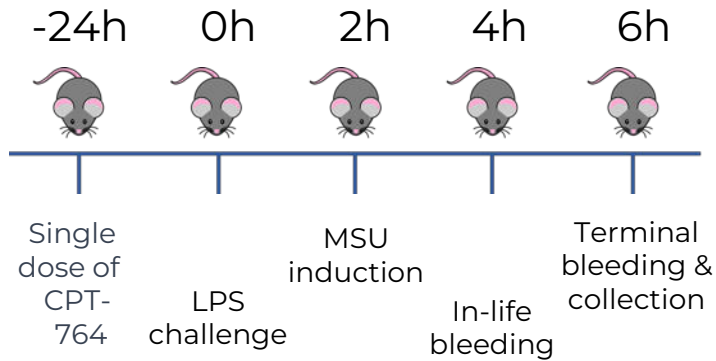 -24h 0h 2h 4h 6h
Single
dose of
CPT-
764
LPS
challenge
MSU
induction
In-life
bleeding
Terminal
bleeding &
collection